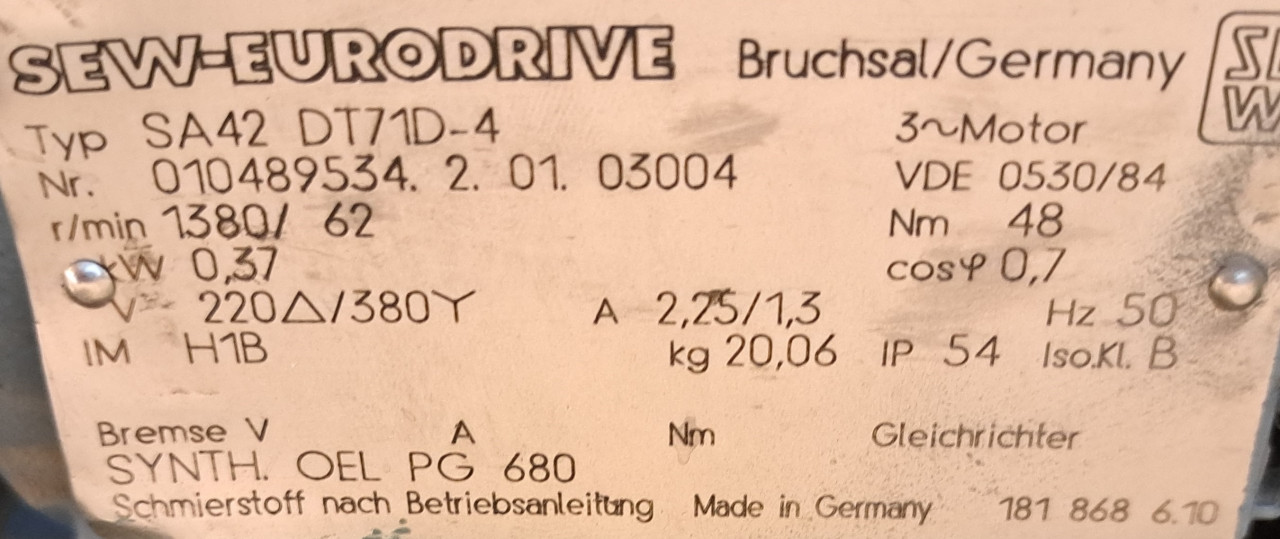 SEW-EURODRIVE Bruchsal/Germany SEW
Typ SA42 DT71D-4 3~Motor
Nr. 010489534. 2. 01. 03004 VDE 0530/84
r/min 1380/ 62 Nm 48
kW 0,37 cosφ 0,7
V 220△/380Y A 2,25/1,3 Hz 50
IM H1B kg 20,06 IP 54 Iso.Kl. B
Bremse V A Nm Gleichrichter
SYNTH. OEL PG 680
Schmierstoff nach Betriebsanleitung Made in Germany 181 868 6.10